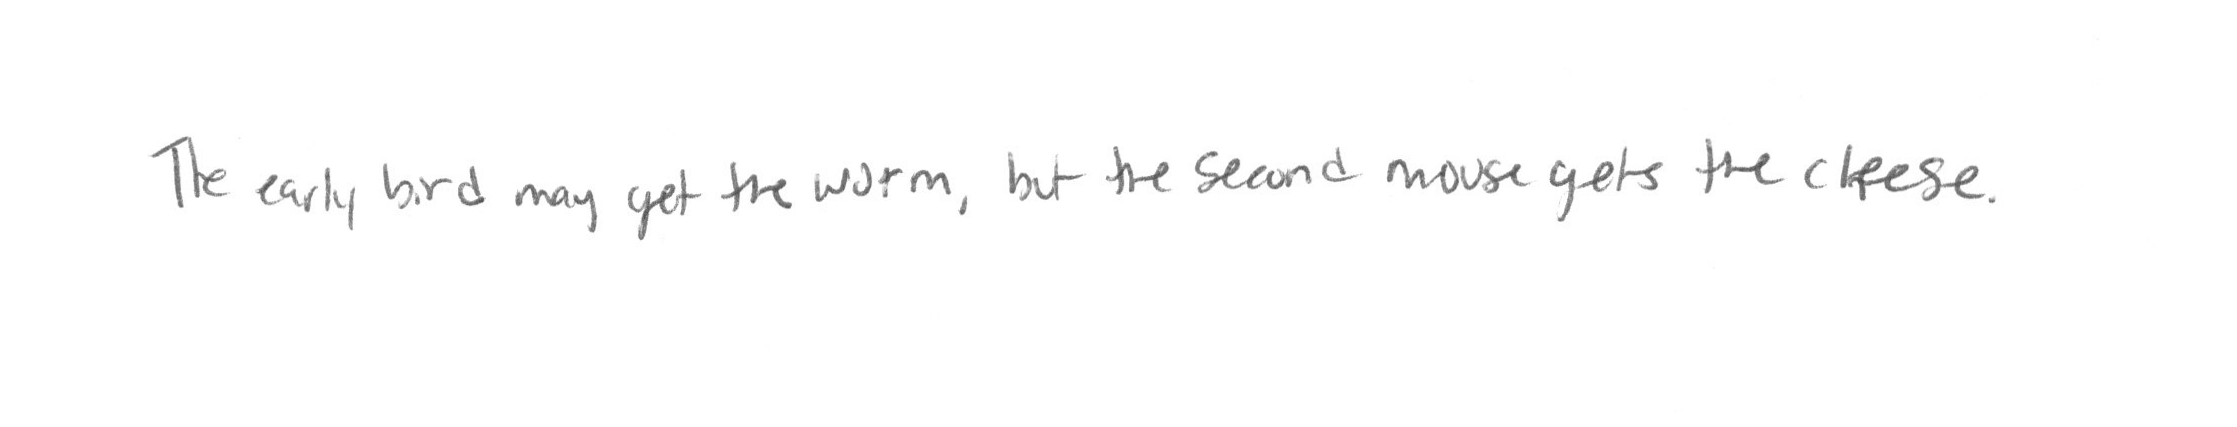 The early bird may get the worm, but the second mouse gets the cheese.